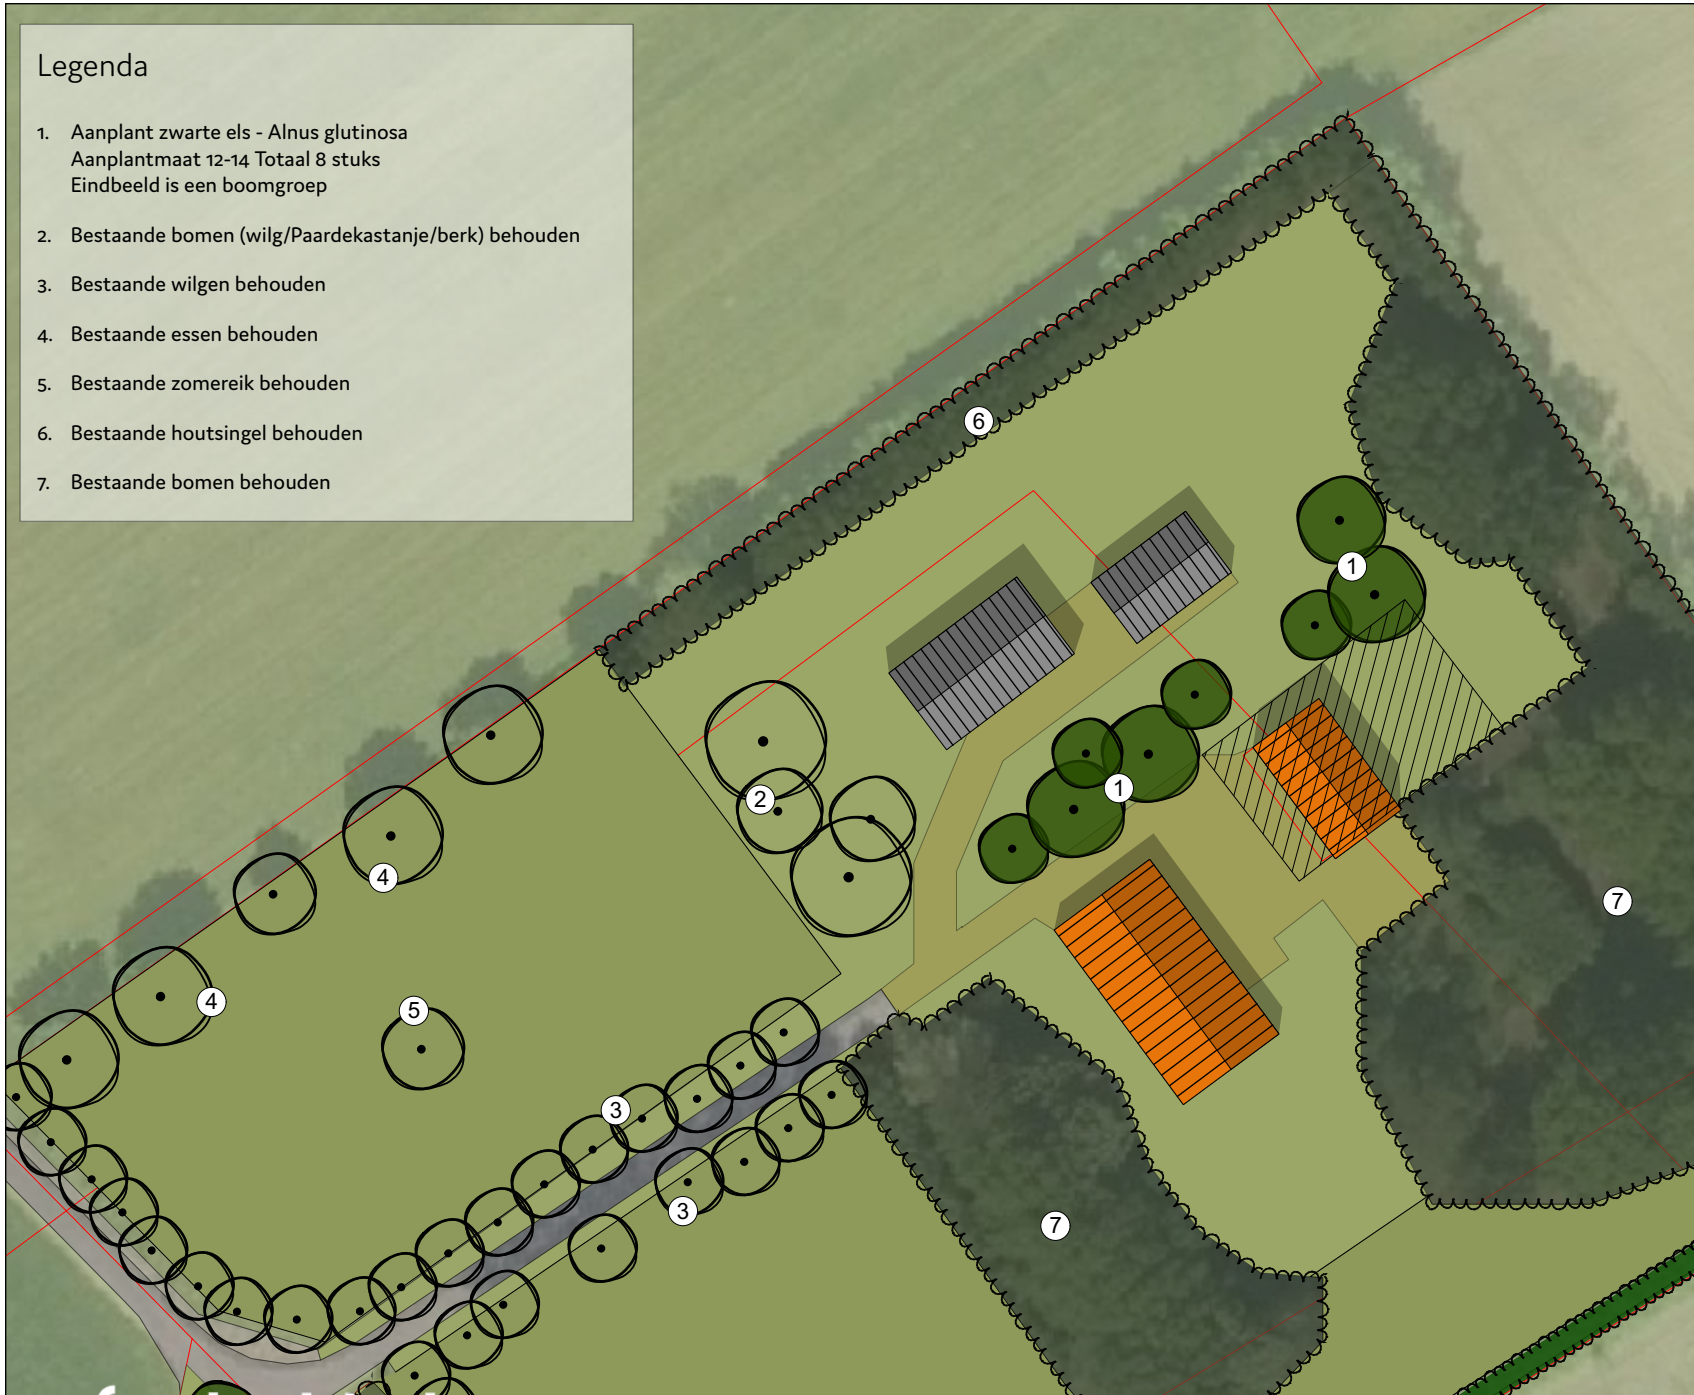 Legenda
1. Aanplant zwarte els - Alnus glutinosa
Aanplantmaat 12-14 Totaal 8 stuks
Eindbeeld is een boomgroep
2. Bestaande bomen (wilg/Paardekastanje/berk) behouden
3. Bestaande wilgen behouden
4. Bestaande essen behouden
5. Bestaande zomereik behouden
6. Bestaande houtsingel behouden
7. Bestaande bomen behouden
6
1
1
2
4
7
4
5
3
3
7